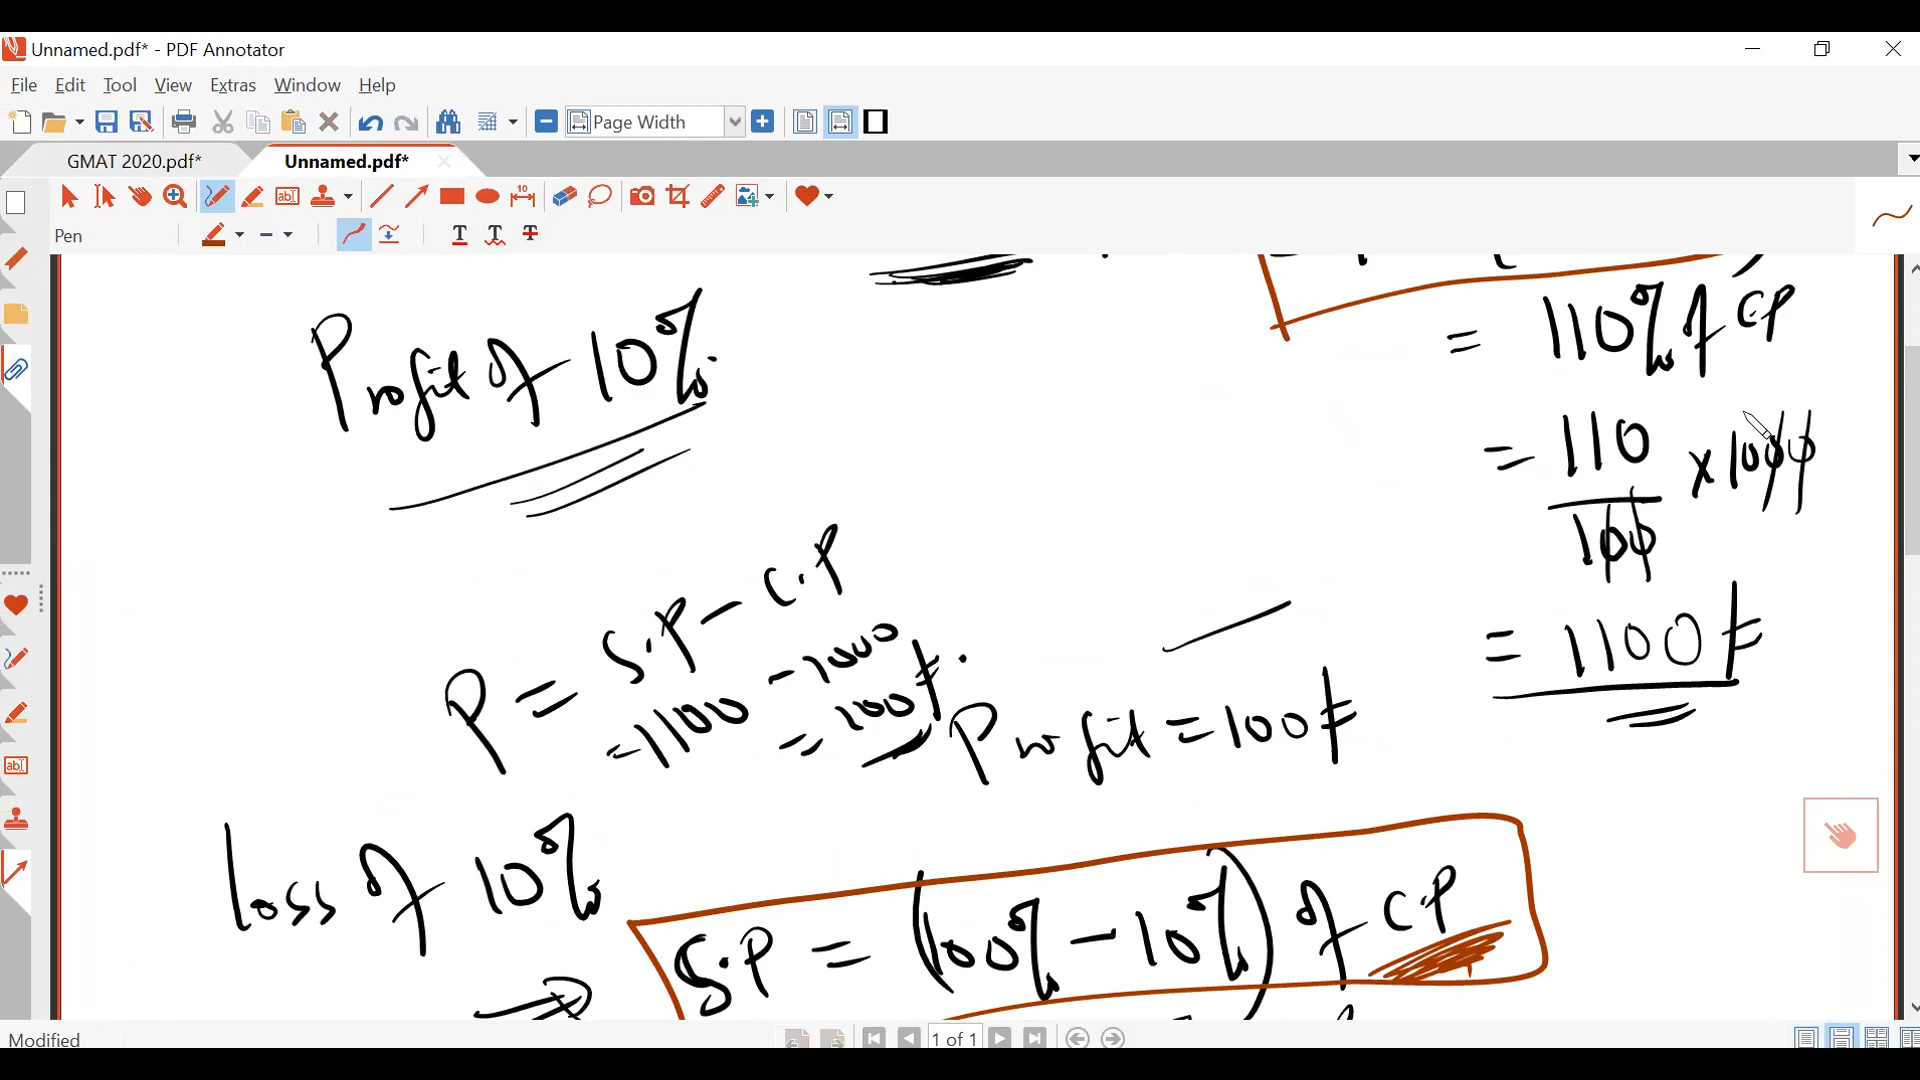 Unnamed.pdf* - PDF Annotator
File Edit Tool View Extras Window Help
Page Width
GMAT 2020.pdf* Unnamed.pdf*
Pen
Profit of 10%
= 110% of CP
= 110/100 x 1000
= 1100 ₹
P = S.P - C.P
= 1100 - 1000
= 100 ₹.
Profit = 100 ₹
loss of 10%
S.P = (100% - 10%) of C.P
Modified
1 of 1